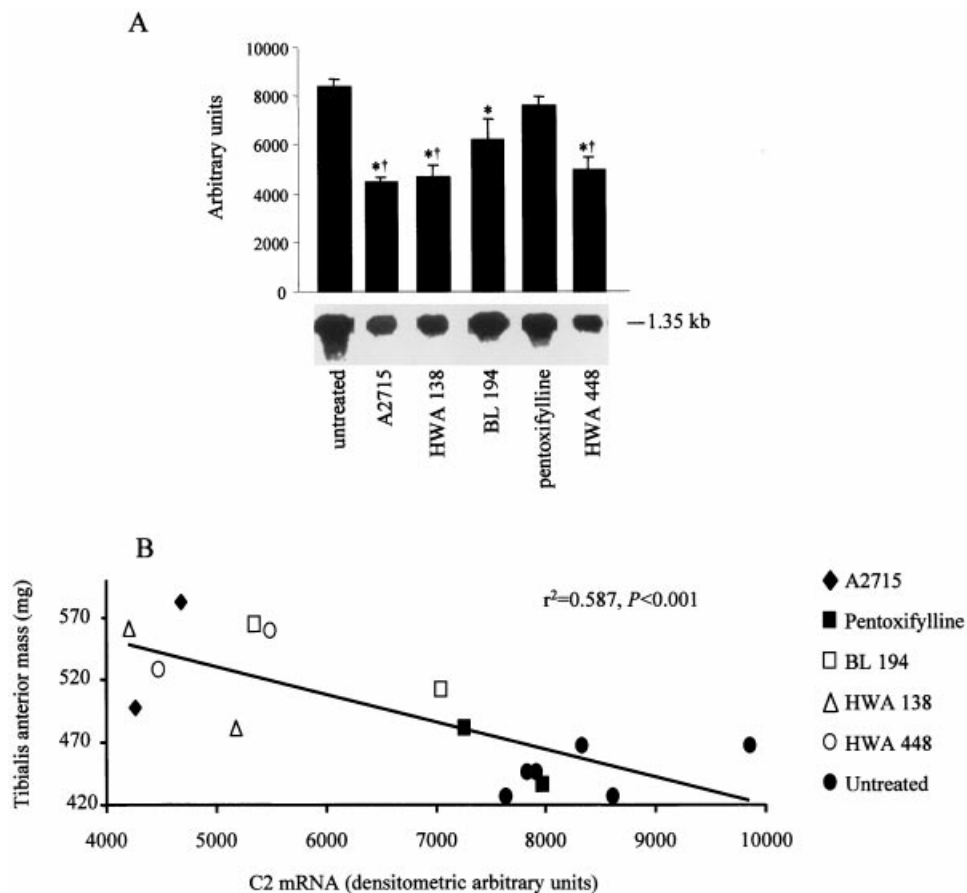 A
Arbitrary units
10000
8000
6000
4000
2000
0
*†
*†
*
*†
1.35 kb
untreated
A2715
HWA 138
BL 194
pentoxifylline
HWA 448
B
Tibialis anterior mass (mg)
570
520
470
420
r²=0.587, P<0.001
4000 5000 6000 7000 8000 9000 10000
C2 mRNA (densitometric arbitrary units)
A2715
Pentoxifylline
BL 194
HWA 138
HWA 448
Untreated